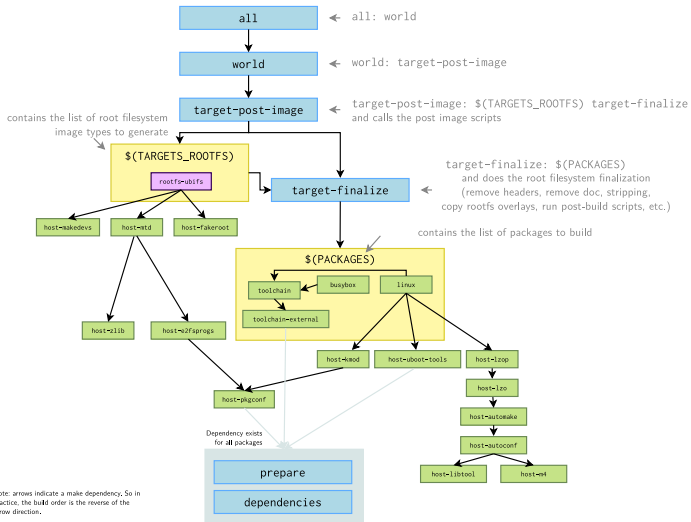 all
all: world
world
world: target-post-image
target-post-image
target-post-image: $(TARGETS_ROOTFS) target-finalize
and calls the post image scripts
contains the list of root filesystem
image types to generate
$(TARGETS_ROOTFS)
rootfs-ubifs
target-finalize
target-finalize: $(PACKAGES)
and does the root filesystem finalization
(remove headers, remove doc, stripping,
copy rootfs overlays, run post-build scripts, etc.)
host-makedevs
host-mtd
host-fakeroot
contains the list of packages to build
$(PACKAGES)
toolchain
busybox
linux
toolchain-external
host-zlib
host-e2fsprogs
host-kmod
host-uboot-tools
host-lzop
host-pkgconf
host-lzo
host-automake
host-autoconf
host-libtool
host-m4
Dependency exists
for all packages
prepare
dependencies
ote: arrows indicate a make dependency. So in
actice, the build order is the reverse of the
row direction.